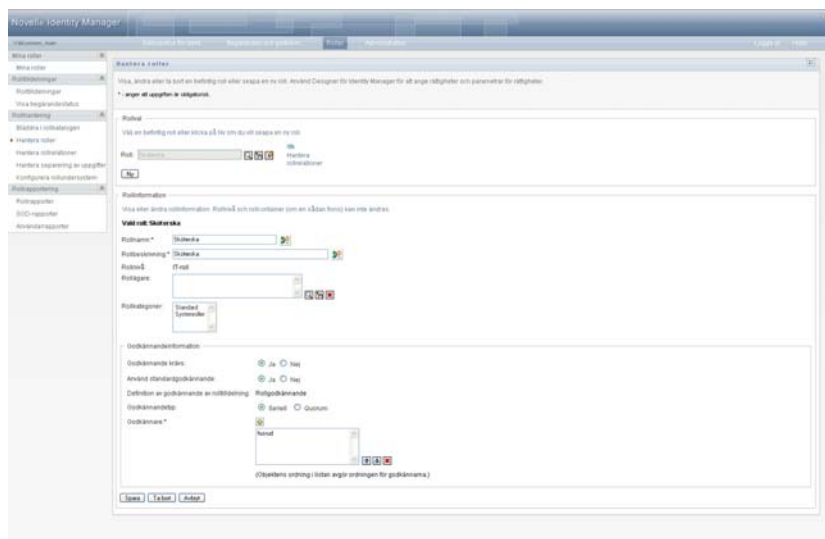 Novell® Identity Manager
Roller
Mina roller
Mina roller
Rolltilldelningar
Rolltilldelningar
Visa begärandestatus
Rollhantering
Bläddra i rollkatalogen
Hantera roller
Hantera rollrelationer
Hantera separering av uppgifter
Konfigurera rollundersystem
Rollrapportering
Rollrapporter
SOD-rapporter
Användarrapporter
Hantera roller
Visa, ändra eller ta bort en befintlig roll eller skapa en ny roll. Använd Designer för Identity Manager för att ange rättigheter och parametrar för rättigheter.
* - anger att uppgiften är obligatorisk.
Rollval
Välj en befintlig roll eller klicka på Ny om du vill skapa en ny roll.
Roll:
Hantera
rollrelationer
Ny
Rollinformation
Visa eller ändra rollinformation. Rollnivå och rollcontainer (om en sådan finns) kan inte ändras.
Vald roll: Sköterska
Rollnamn:* Sköterska
Rollbeskrivning:* Sköterska
Rollnivå: IT-roll
Rollägare:
Rollkategorier: Standard
Systemroller
Godkännandeinformation
Godkännande krävs: Ja Nej
Använd standardgodkännande: Ja Nej
Definition av godkännande av rolltilldelning: Rollgodkännande
Godkännandetyp: Seriell Quorum
Godkännare:*
(Objektens ordning i listan avgör ordningen för godkännarna.)
Spara Ta bort Avbryt